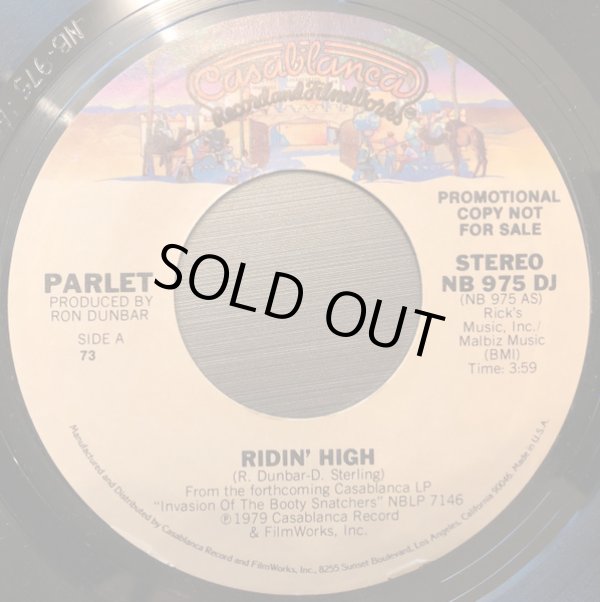 NB-975
Casablanca
Record and FilmWorks
PROMOTIONAL
COPY NOT
FOR SALE
PARLET
PRODUCED BY
RON DUNBAR
SIDE A
73
STEREO
NB 975 DJ
(NB 975 AS)
Rick's
Music, Inc./
Malbiz Music
(BMI)
Time: 3:59
SOLD OUT
RIDIN' HIGH
(R. Dunbar-D. Sterling)
From the forthcoming Casablanca LP
"Invasion Of The Booty Snatchers" NBLP 7146
℗1979 Casablanca Record
& FilmWorks, Inc.
Manufactured and Distributed by Casablanca Record and FilmWorks, Inc., 8255 Sunset Boulevard, Los Angeles, California 90046, Made in U.S.A.